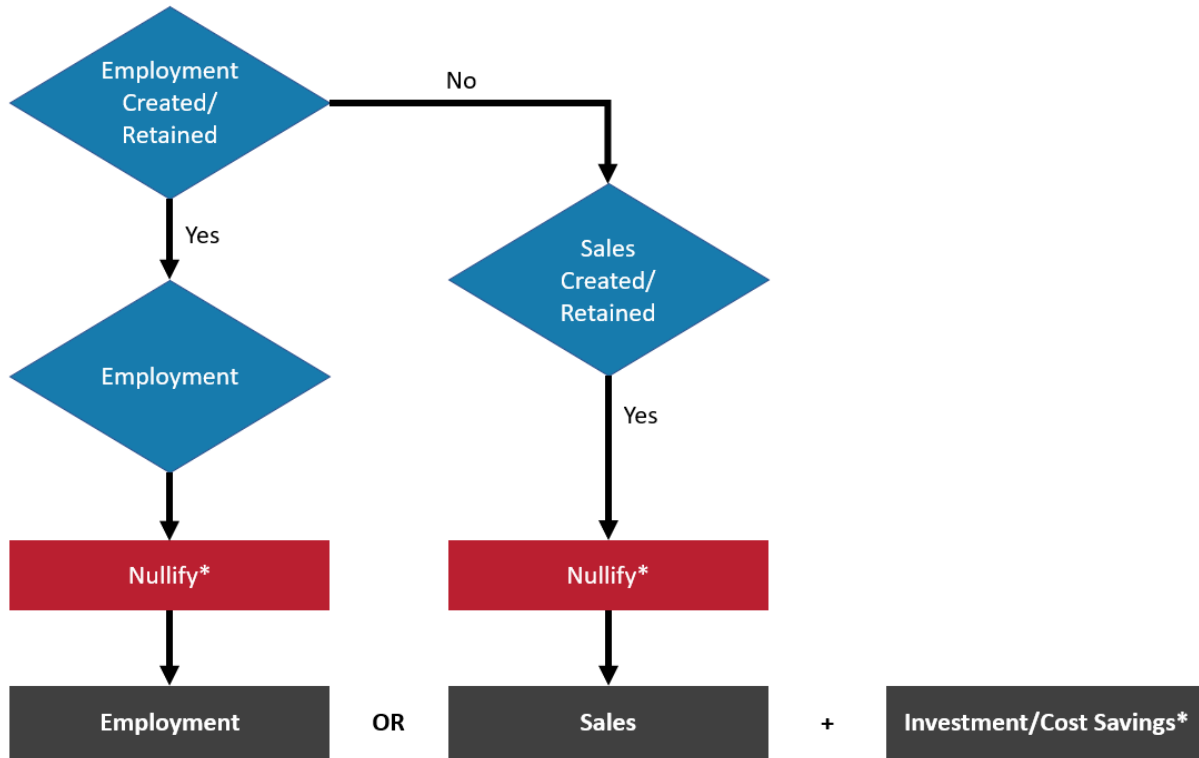 Employment
Created/
Retained
No
Yes
Sales
Created/
Retained
Employment
Yes
Nullify*
Nullify*
Employment OR Sales + Investment/Cost Savings*